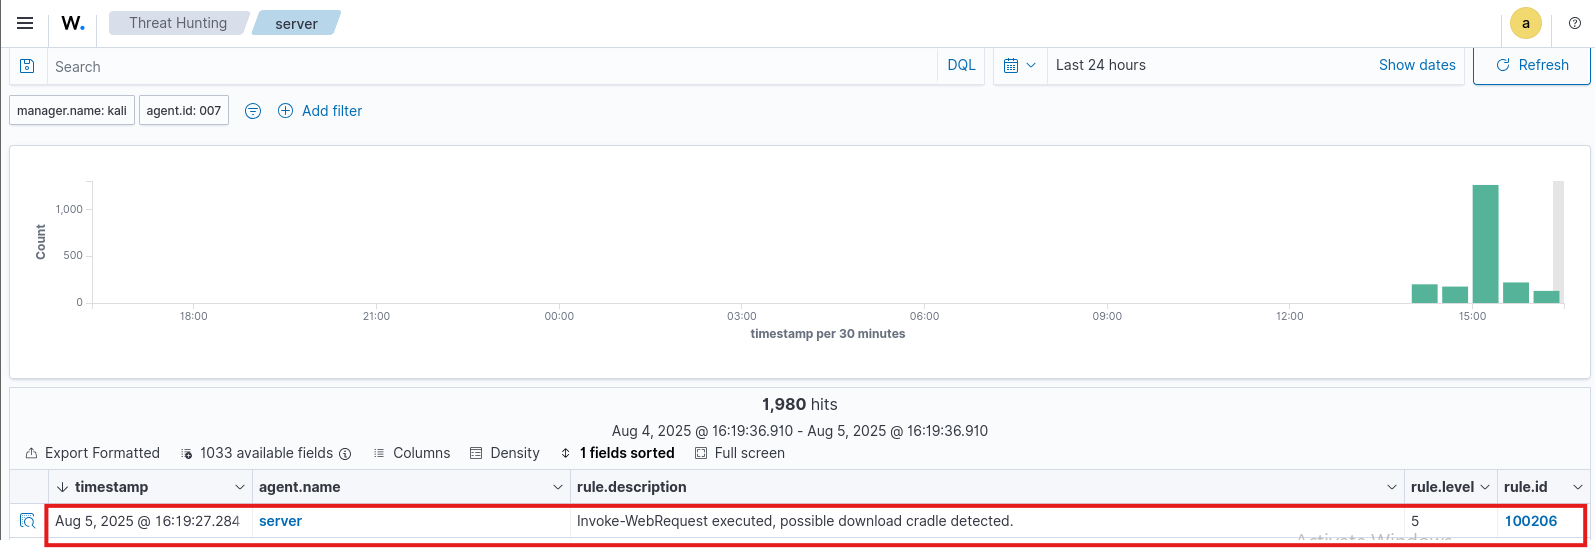 W. Threat Hunting server a
Search DQL Last 24 hours Show dates Refresh
manager.name: kali agent.id: 007 Add filter
1,000
500
0
Count
18:00 21:00 00:00 03:00 06:00 09:00 12:00 15:00
timestamp per 30 minutes
1,980 hits
Aug 4, 2025 @ 16:19:36.910 - Aug 5, 2025 @ 16:19:36.910
Export Formatted 1033 available fields Columns Density 1 fields sorted Full screen
timestamp agent.name rule.description rule.level rule.id
Aug 5, 2025 @ 16:19:27.284 server Invoke-WebRequest executed, possible download cradle detected. 5 100206
Activate Windows